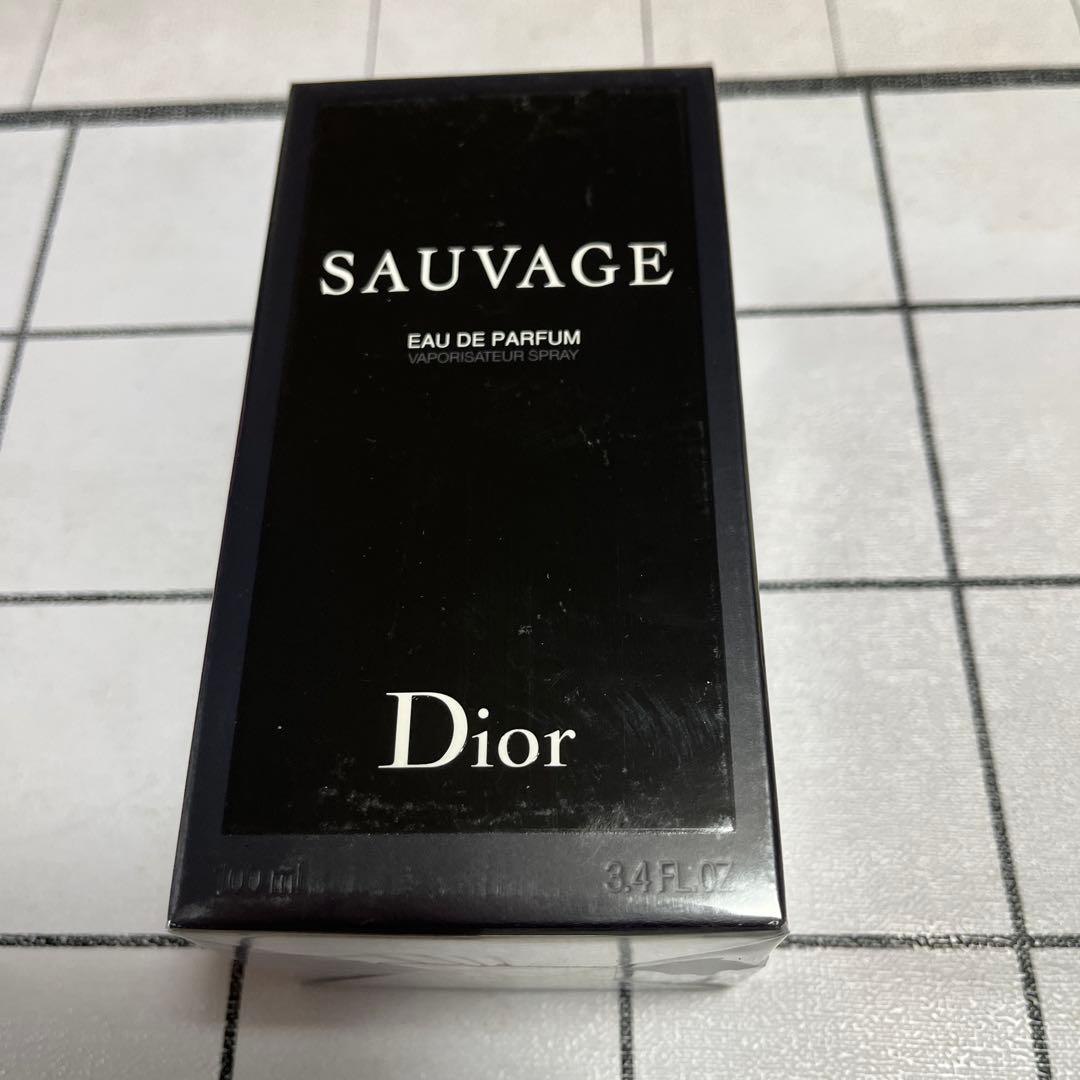 SAUVAGE
EAU DE PARFUM
VAPORISATEUR SPRAY
Dior
100 ml 3.4 FL.OZ